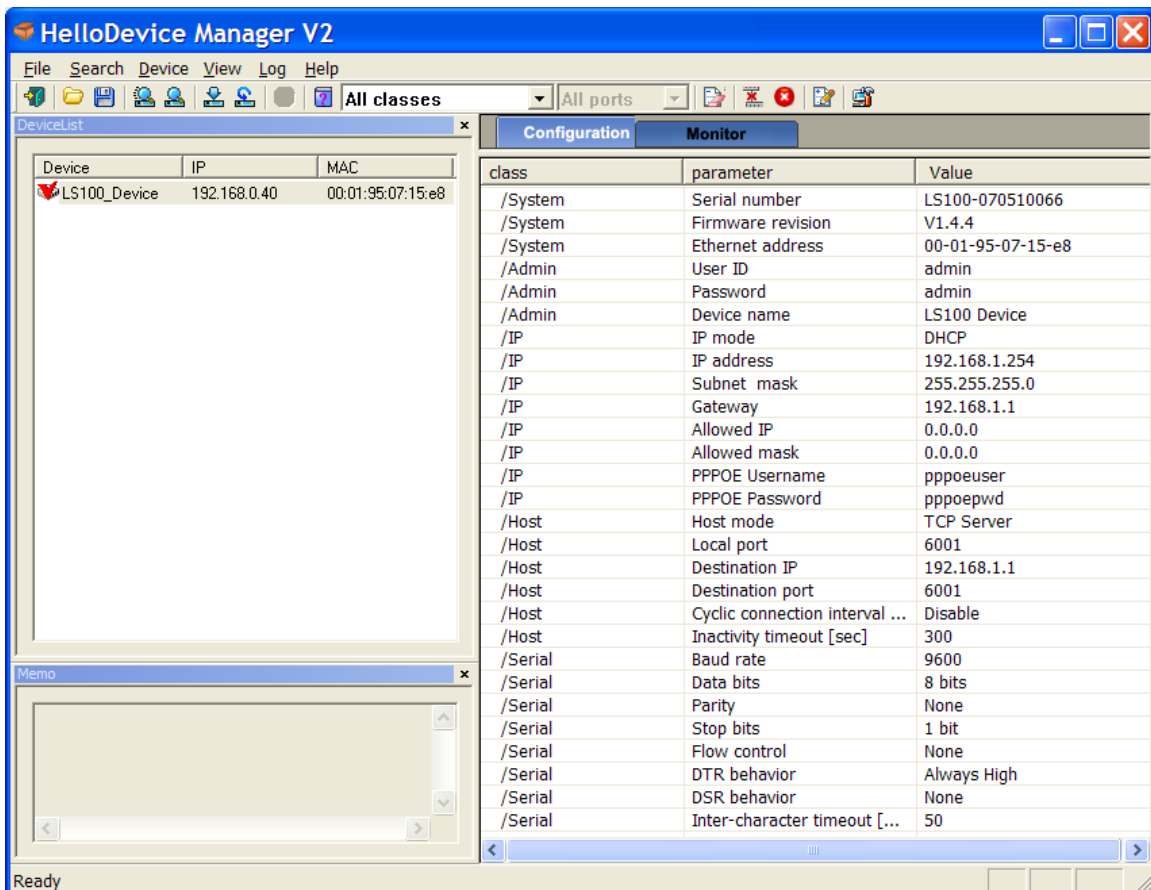 HelloDevice Manager V2
File Search Device View Log Help
All classes All ports
DeviceList
Device IP MAC
LS100_Device 192.168.0.40 00:01:95:07:15:e8
Memo
Configuration Monitor
class parameter Value
/System Serial number LS100-070510066
/System Firmware revision V1.4.4
/System Ethernet address 00-01-95-07-15-e8
/Admin User ID admin
/Admin Password admin
/Admin Device name LS100 Device
/IP IP mode DHCP
/IP IP address 192.168.1.254
/IP Subnet mask 255.255.255.0
/IP Gateway 192.168.1.1
/IP Allowed IP 0.0.0.0
/IP Allowed mask 0.0.0.0
/IP PPPOE Username pppoeuser
/IP PPPOE Password pppoepwd
/Host Host mode TCP Server
/Host Local port 6001
/Host Destination IP 192.168.1.1
/Host Destination port 6001
/Host Cyclic connection interval ... Disable
/Host Inactivity timeout [sec] 300
/Serial Baud rate 9600
/Serial Data bits 8 bits
/Serial Parity None
/Serial Stop bits 1 bit
/Serial Flow control None
/Serial DTR behavior Always High
/Serial DSR behavior None
/Serial Inter-character timeout [... 50
Ready